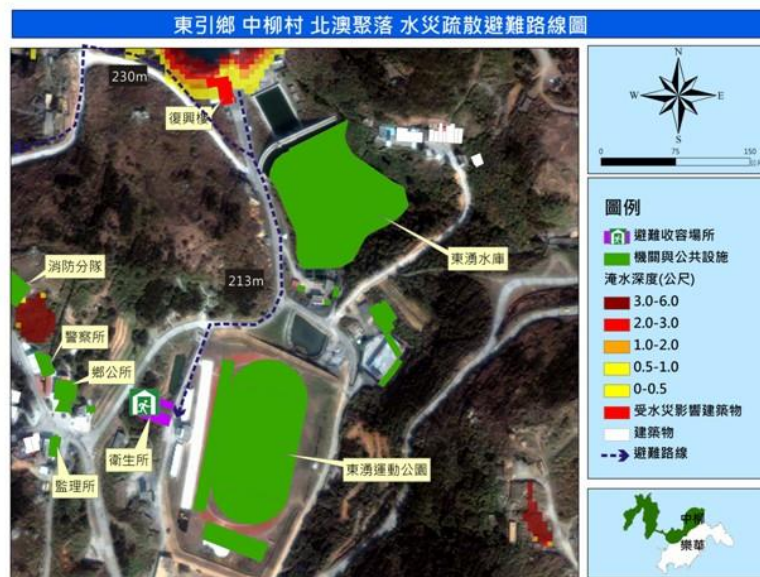 東引鄉 中柳村 北澳聚落 水災疏散避難路線圖
230m
213m
復興樓
東湧水庫
消防分隊
警察所
鄉公所
衛生所
監理所
東湧運動公園
N
W
E
S
0
75
150
圖例
避難收容場所
機關與公共設施
淹水深度(公尺)
3.0-6.0
2.0-3.0
1.0-2.0
0.5-1.0
0-0.5
受水災影響建築物
建築物
避難路線
中柳
樂華